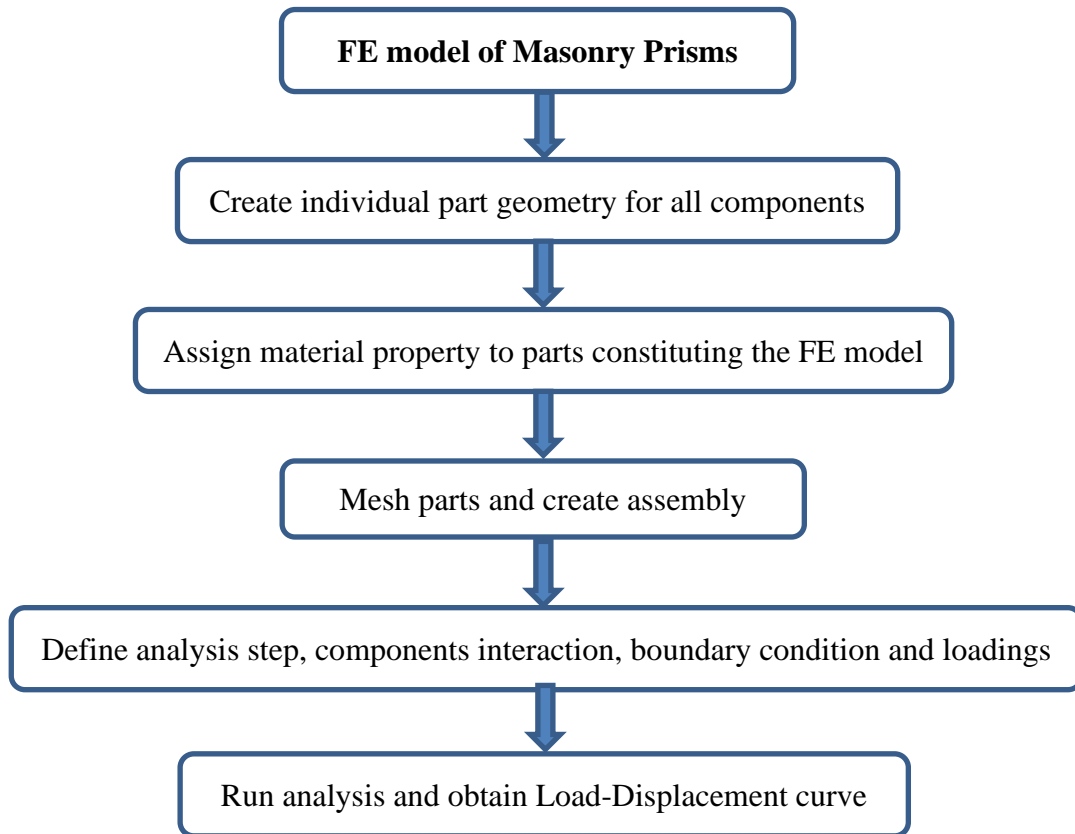 FE model of Masonry Prisms
Create individual part geometry for all components
Assign material property to parts constituting the FE model
Mesh parts and create assembly
Define analysis step, components interaction, boundary condition and loadings
Run analysis and obtain Load-Displacement curve